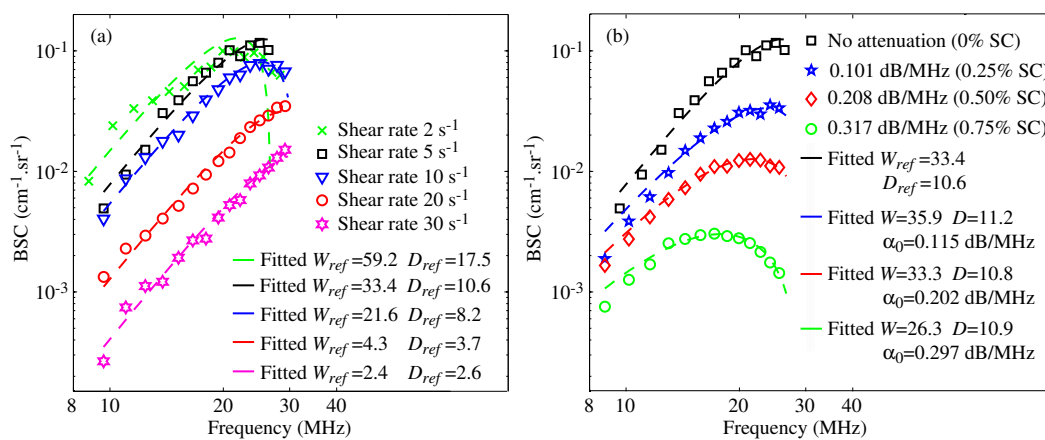 (a)
10⁻¹
10⁻²
10⁻³
BSC (cm⁻¹.sr⁻¹)
Shear rate 2 s⁻¹
Shear rate 5 s⁻¹
Shear rate 10 s⁻¹
Shear rate 20 s⁻¹
Shear rate 30 s⁻¹
Fitted W_ref=59.2 D_ref=17.5
Fitted W_ref=33.4 D_ref=10.6
Fitted W_ref=21.6 D_ref=8.2
Fitted W_ref=4.3 D_ref=3.7
Fitted W_ref=2.4 D_ref=2.6
8 10 20 30
Frequency (MHz)
(b)
10⁻¹
10⁻²
10⁻³
BSC (cm⁻¹.sr⁻¹)
No attenuation (0% SC)
0.101 dB/MHz (0.25% SC)
0.208 dB/MHz (0.50% SC)
0.317 dB/MHz (0.75% SC)
Fitted W_ref=33.4
D_ref=10.6
Fitted W=35.9 D=11.2
α₀=0.115 dB/MHz
Fitted W=33.3 D=10.8
α₀=0.202 dB/MHz
Fitted W=26.3 D=10.9
α₀=0.297 dB/MHz
8 10 20 30
Frequency (MHz)